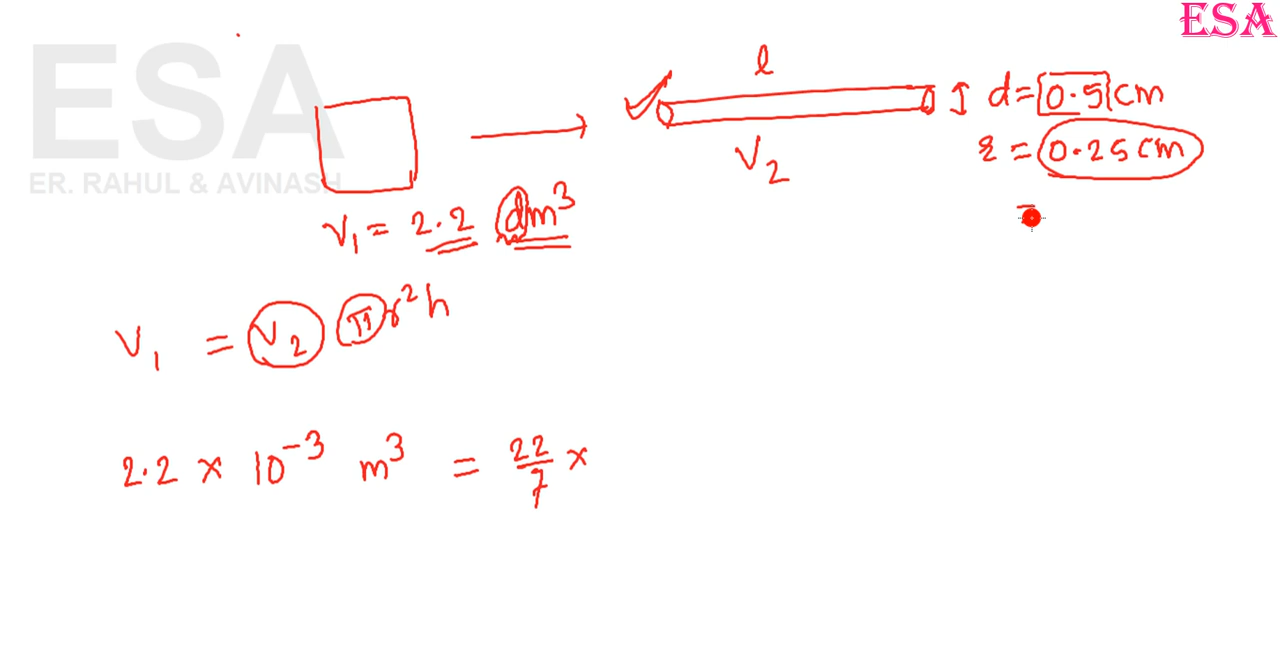 ESA
ESA
ER. RAHUL & AVINASH
l
d = 0.5 cm
V2
r = 0.25 cm
=
V1 = 2.2 dm³
V1 = V2 πr²h
2.2 × 10⁻³ m³ = 22/7 ×